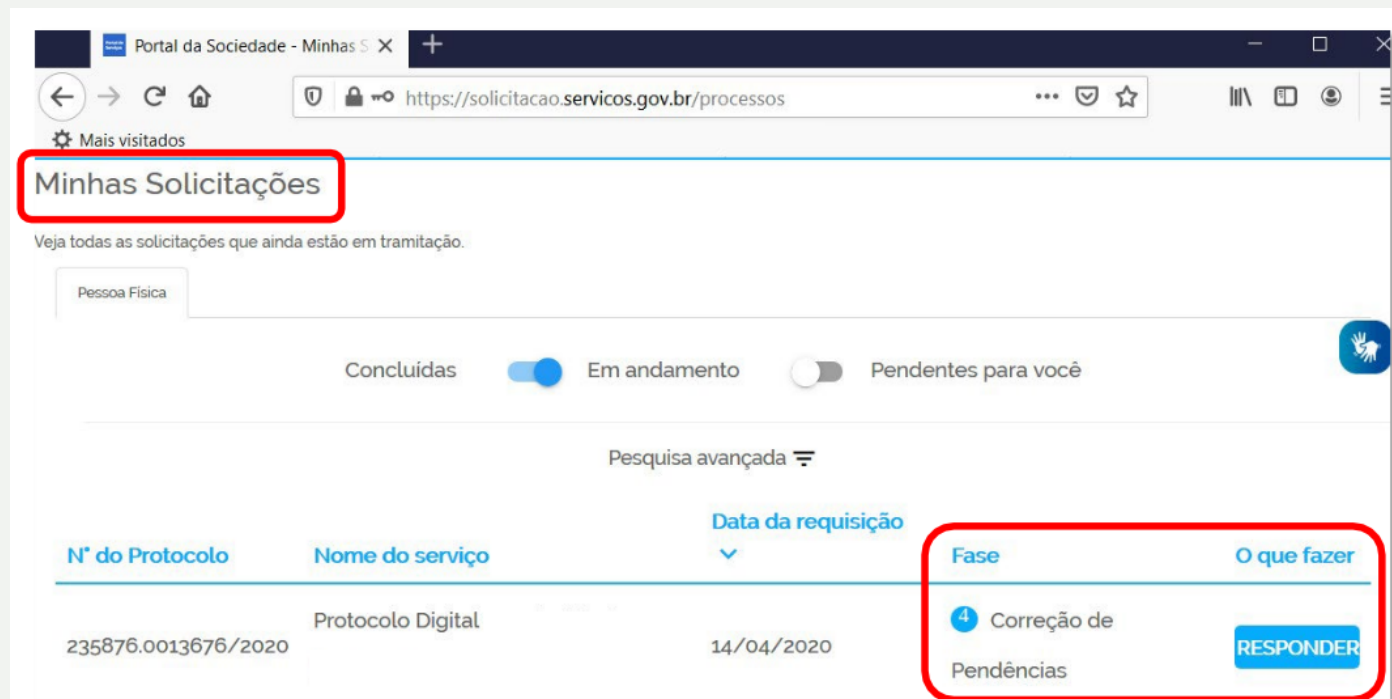 Portal da Sociedade - Minhas S
https://solicitacao.servicos.gov.br/processos
Mais visitados
Minhas Solicitações
Veja todas as solicitações que ainda estão em tramitação.
Pessoa Física
Concluídas Em andamento Pendentes para você
Pesquisa avançada
Data da requisição
N° do Protocolo Nome do serviço Fase O que fazer
Protocolo Digital 4 Correção de
235876.0013676/2020 14/04/2020 RESPONDER
Pendências